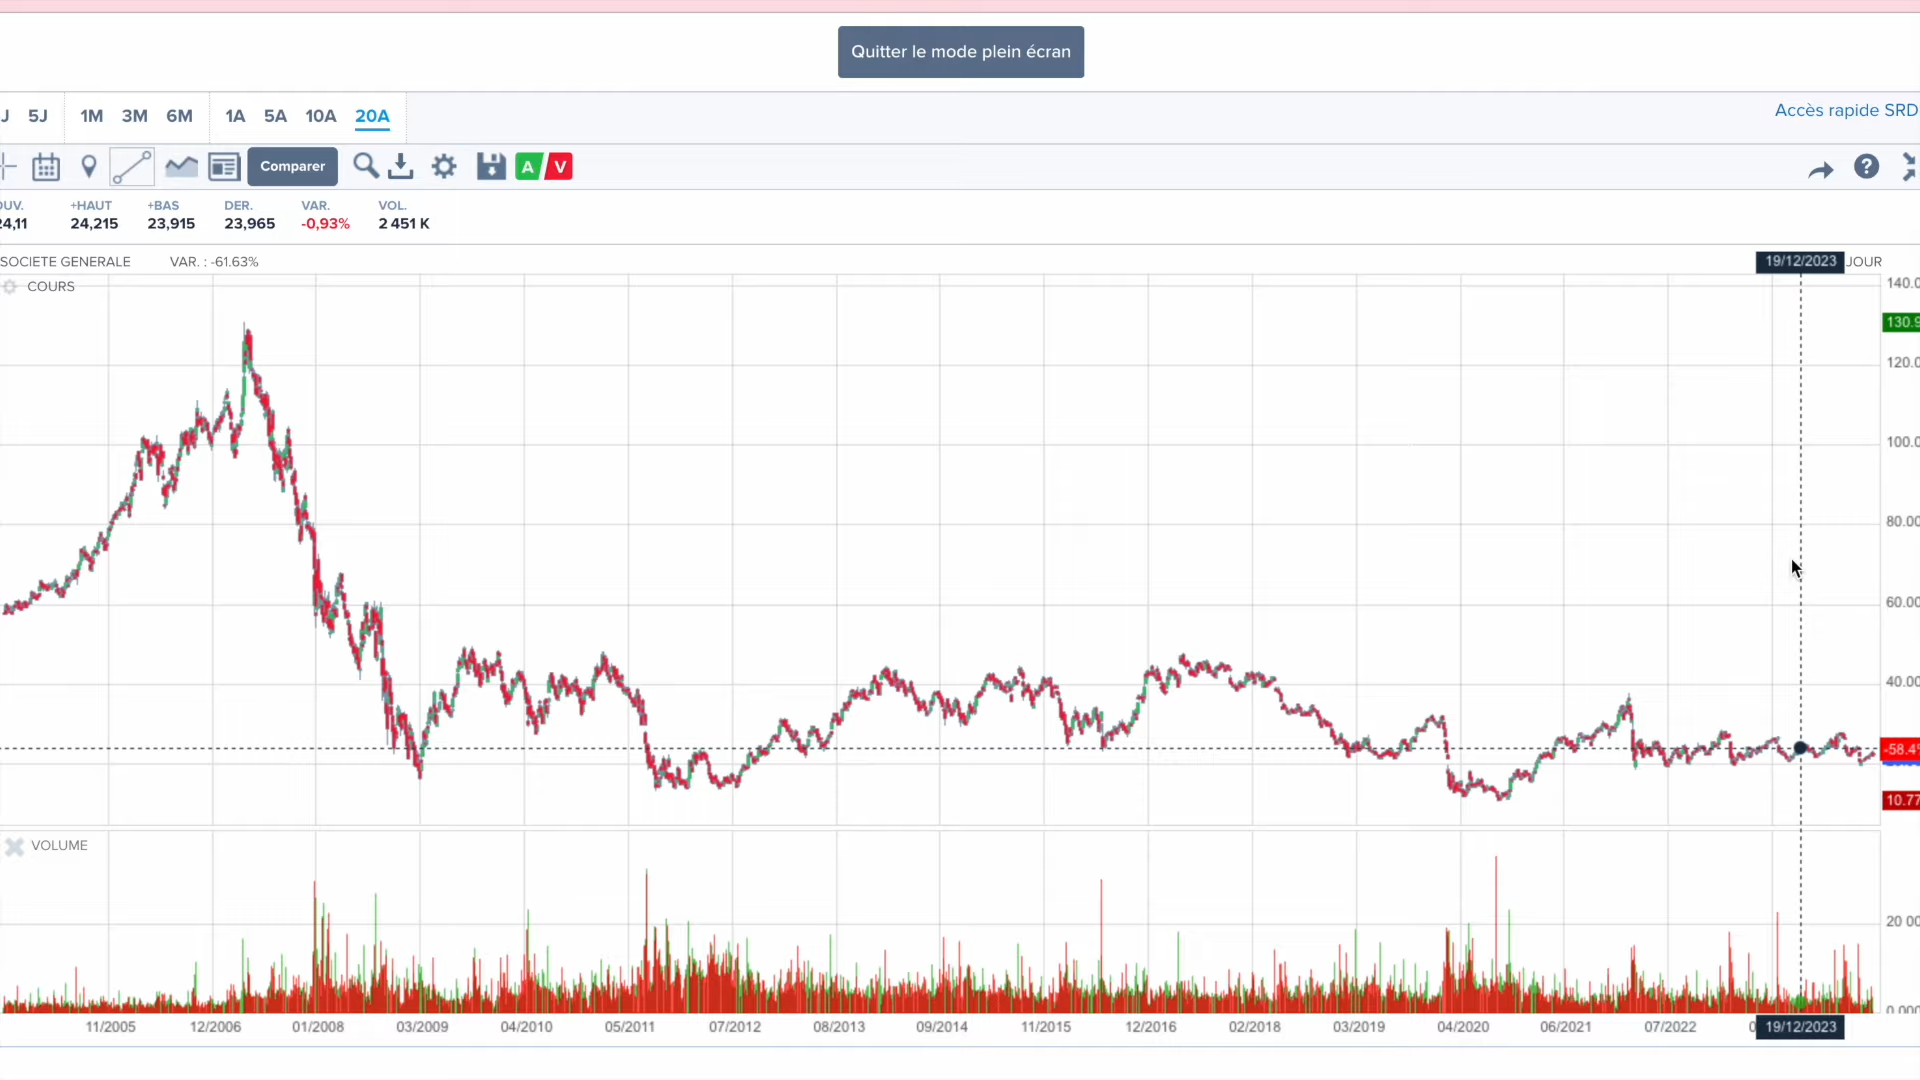 Quitter le mode plein écran
J 5J 1M 3M 6M 1A 5A 10A 20A
Accès rapide SRD
Comparer
A V
?
OUV. +HAUT +BAS DER. VAR. VOL.
24,11 24,215 23,915 23,965 -0,93% 2 451 K
SOCIETE GENERALE VAR. : -61.63% 19/12/2023 JOUR
COURS
140.0
130.9
120.0
100.0
80.00
60.00
40.00
-58.4%
10.77
VOLUME
20 00
0.000
11/2005 12/2006 01/2008 03/2009 04/2010 05/2011 07/2012 08/2013 09/2014 11/2015 12/2016 02/2018 03/2019 04/2020 06/2021 07/2022 0 19/12/2023